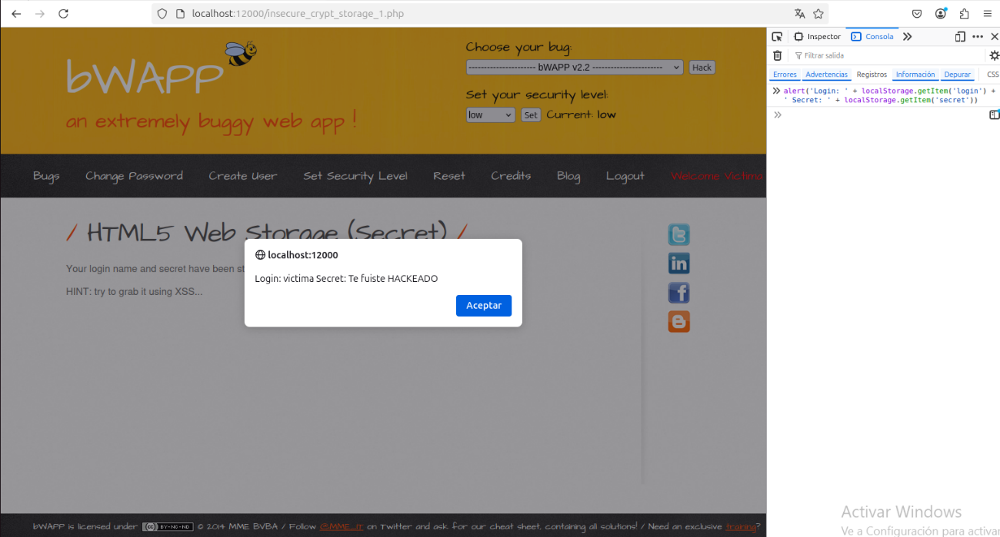 localhost:12000/insecure_crypt_storage_1.php
bWAPP
an extremely buggy web app !
Choose your bug:
----------------------- bWAPP v2.2 -----------------------
Hack
Set your security level:
low
Set
Current: low
Bugs
Change Password
Create User
Set Security Level
Reset
Credits
Blog
Logout
Welcome Victima
/ HTML5 Web Storage (Secret) /
Your login name and secret have been st
HINT: try to grab it using XSS...
localhost:12000
Login: victima Secret: Te fuiste HACKEADO
Aceptar
Inspector
Consola
Filtrar salida
Errores
Advertencias
Registros
Información
Depurar
CSS
alert('Login: ' + localStorage.getItem('login') +
' Secret: ' + localStorage.getItem('secret'))
bWAPP is licensed under (cc) BY-NC-ND © 2014 MME BVBA / Follow @MME_IT on Twitter and ask for our cheat sheet, containing all solutions! / Need an exclusive training?
Activar Windows
Ve a Configuración para activar